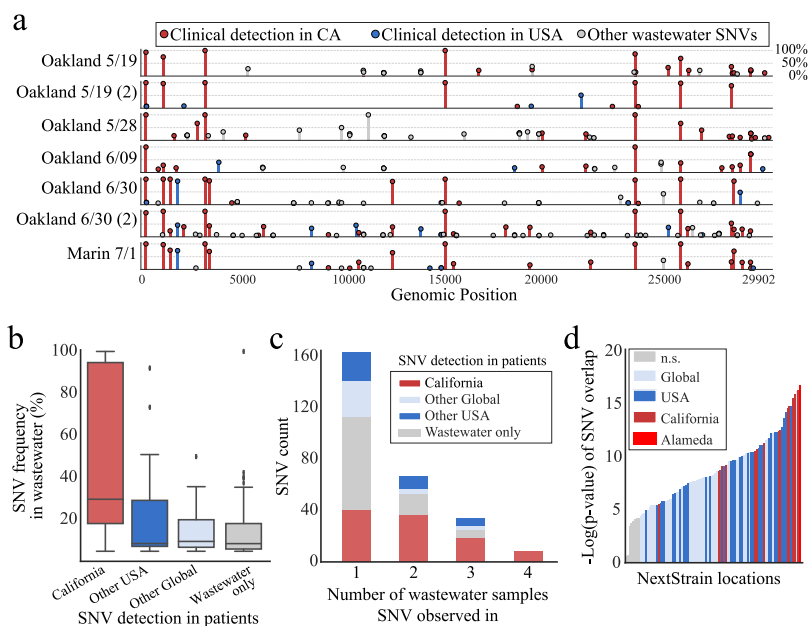 a
Clinical detection in CA
Clinical detection in USA
Other wastewater SNVs
Oakland 5/19
100%
50%
0%
Oakland 5/19 (2)
Oakland 5/28
Oakland 6/09
Oakland 6/30
Oakland 6/30 (2)
Marin 7/1
0 5000 10000 15000 20000 25000 29902
Genomic Position
b
SNV frequency
in wastewater (%)
100
80
60
40
20
California
Other USA
Other Global
Wastewater
only
SNV detection in patients
c
SNV count
160
120
80
40
0
SNV detection in patients
California
Other Global
Other USA
Wastewater only
1 2 3 4
Number of wastewater samples
SNV observed in
d
-Log(p-value) of SNV overlap
20
15
10
5
0
n.s.
Global
USA
California
Alameda
NextStrain locations